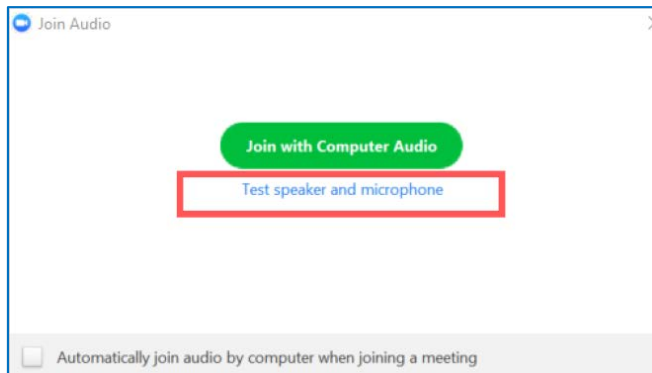 Join Audio
Join with Computer Audio
Test speaker and microphone
Automatically join audio by computer when joining a meeting